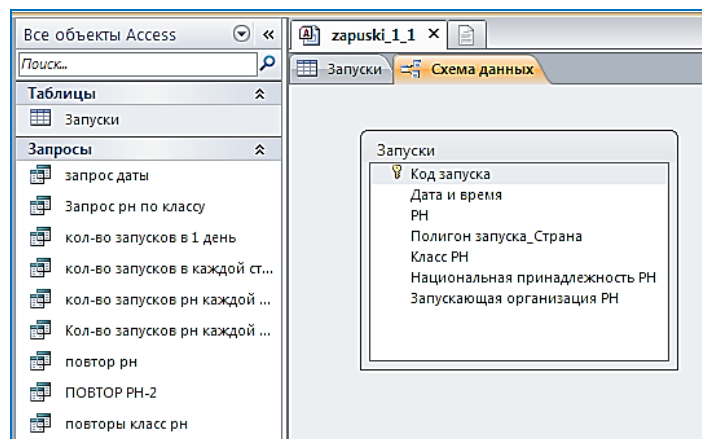 Все объекты Access
Поиск...
Таблицы
Запуски
Запросы
запрос даты
Запрос рн по классу
кол-во запусков в 1 день
кол-во запусков в каждой ст...
кол-во запусков рн каждой ...
Кол-во запусков рн каждой ...
повтор рн
ПОВТОР РН-2
повторы класс рн
zapuski_1_1
Запуски
Схема данных
Запуски
Код запуска
Дата и время
РН
Полигон запуска_Страна
Класс РН
Национальная принадлежность РН
Запускающая организация РН